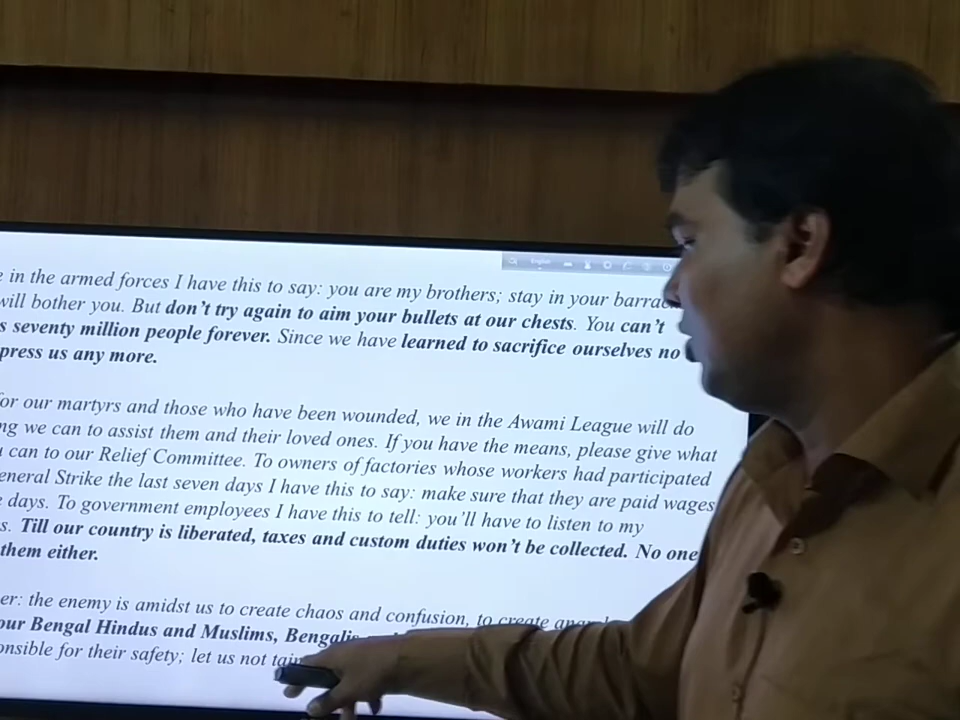 English
in the armed forces I have this to say: you are my brothers; stay in your
will bother you. But don't try again to aim your bullets at our chests. You can't
seventy million people forever. Since we have learned to sacrifice ourselves no
press us any more.
our martyrs and those who have been wounded, we in the Awami League will do
we can to assist them and their loved ones. If you have the means, please give what
can to our Relief Committee. To owners of factories whose workers had participated
Strike the last seven days I have this to say: make sure that they are paid wages
days. To government employees I have this to tell: you'll have to listen to my
Till our country is liberated, taxes and custom duties won't be collected. No one
them either.
the enemy is amidst us to create chaos and confusion, to create
our Bengal Hindus and Muslims,
for their safety; let us not